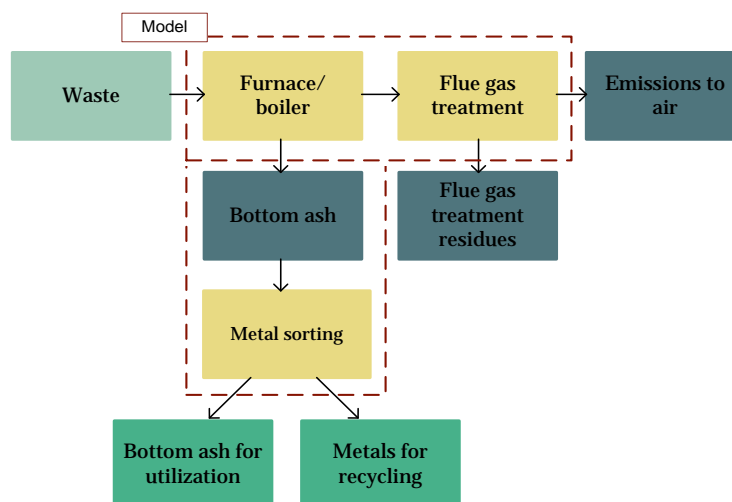 Model
Waste
Furnace/
boiler
Flue gas
treatment
Emissions to
air
Bottom ash
Flue gas
treatment
residues
Metal sorting
Bottom ash for
utilization
Metals for
recycling